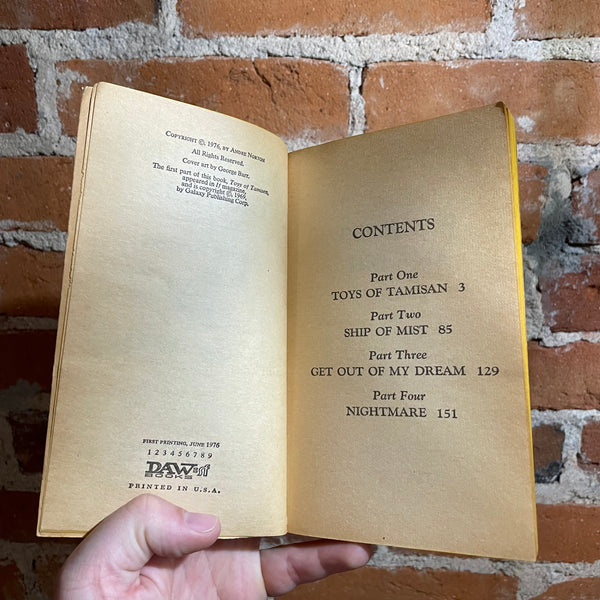 COPYRIGHT ©, 1976, BY ANDRE NORTON
All Rights Reserved.
Cover art by George Barr.
The first part of this book, Toys of Tamisan,
appeared in If magazine,
and is copyright ©, 1969,
by Galaxy Publishing Corp.
FIRST PRINTING, JUNE 1976
1 2 3 4 5 6 7 8 9
DAW sf
BOOKS
PRINTED IN U.S.A.
CONTENTS
Part One
TOYS OF TAMISAN 3
Part Two
SHIP OF MIST 85
Part Three
GET OUT OF MY DREAM 129
Part Four
NIGHTMARE 151